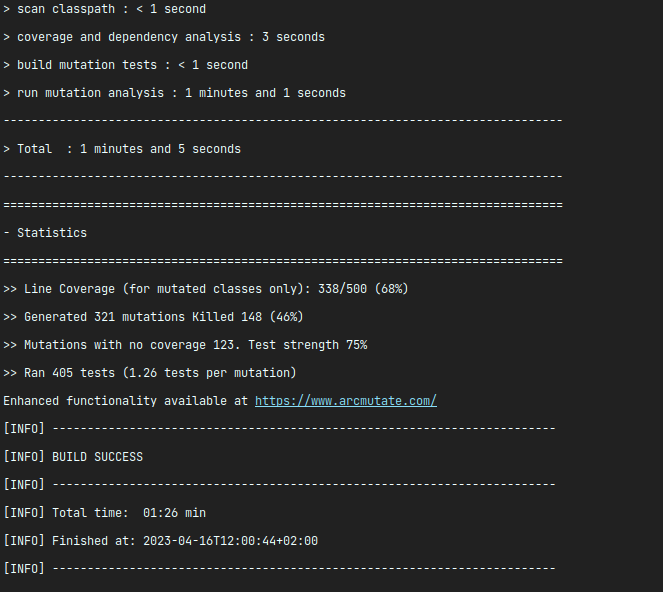 > scan classpath : < 1 second
> coverage and dependency analysis : 3 seconds
> build mutation tests : < 1 second
> run mutation analysis : 1 minutes and 1 seconds
--------------------------------------------------------------------------------
> Total  : 1 minutes and 5 seconds
--------------------------------------------------------------------------------
================================================================================
- Statistics
================================================================================
>> Line Coverage (for mutated classes only): 338/500 (68%)
>> Generated 321 mutations Killed 148 (46%)
>> Mutations with no coverage 123. Test strength 75%
>> Ran 405 tests (1.26 tests per mutation)
Enhanced functionality available at https://www.arcmutate.com/
[INFO] ------------------------------------------------------------------------
[INFO] BUILD SUCCESS
[INFO] ------------------------------------------------------------------------
[INFO] Total time:  01:26 min
[INFO] Finished at: 2023-04-16T12:00:44+02:00
[INFO] ------------------------------------------------------------------------